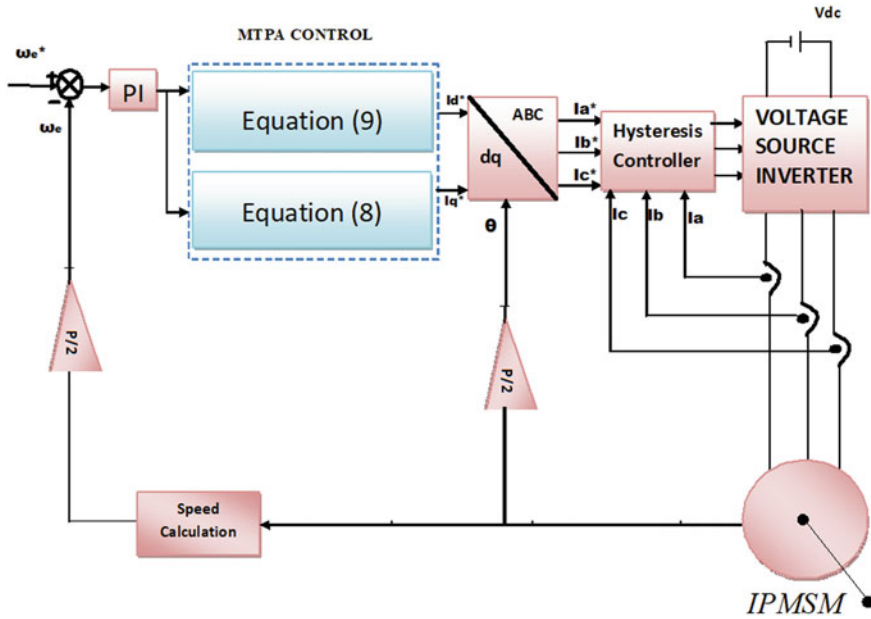 Vdc
MTPA CONTROL
ωe*
+
−
ωe
PI
Equation (9)
Equation (8)
Id*
Iq*
ABC
dq
θ
Ia*
Ib*
Ic*
Hysteresis
Controller
VOLTAGE
SOURCE
INVERTER
Ic
Ib
Ia
P/2
P/2
Speed
Calculation
IPMSM